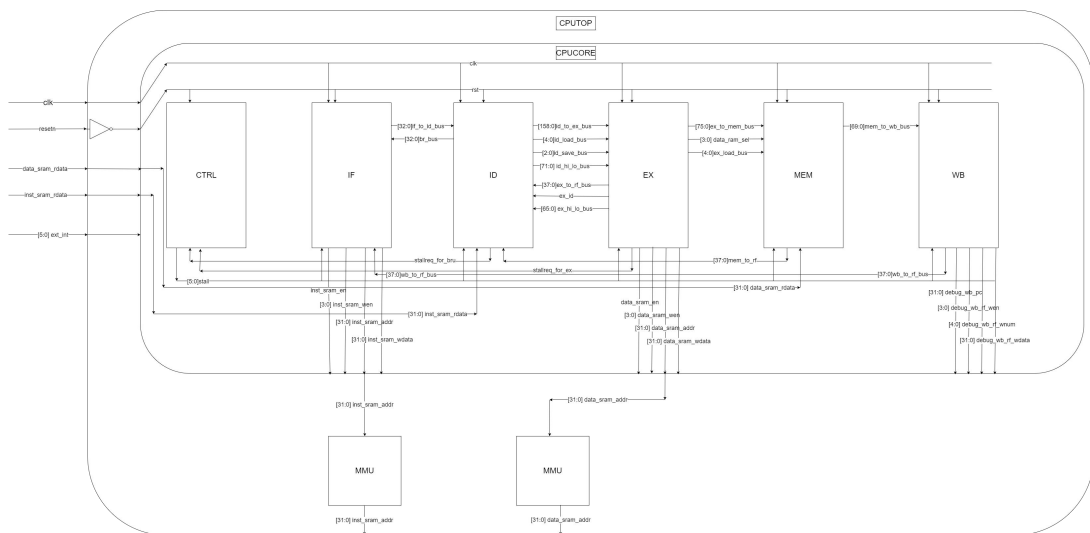 CPUTOP
CPUCORE
clk
rst
clk
resetn
data_sram_rdata
inst_sram_rdata
[5:0] ext_int
CTRL
IF
ID
EX
MEM
WB
[32:0]if_to_id_bus
[32:0]br_bus
[158:0]id_to_ex_bus
[4:0]id_load_bus
[2:0]id_save_bus
[71:0] id_hi_lo_bus
[37:0]ex_to_rf_bus
ex_id
[65:0] ex_hi_lo_bus
[75:0]ex_to_mem_bus
[3:0] data_ram_sel
[4:0]ex_load_bus
[69:0]mem_to_wb_bus
stallreq_for_bru
[37:0]mem_to_rf
stallreq_for_ex
[37:0]wb_to_rf_bus
[37:0]wb_to_rf_bus
[5:0]stall
[31:0] data_sram_rdata
[31:0] inst_sram_rdata
inst_sram_en
[3:0] inst_sram_wen
[31:0] inst_sram_addr
[31:0] inst_sram_wdata
data_sram_en
[3:0] data_sram_wen
[31:0] data_sram_addr
[31:0] data_sram_wdata
[31:0] debug_wb_pc
[3:0] debug_wb_rf_wen
[4:0] debug_wb_rf_wnum
[31:0] debug_wb_rf_wdata
[31:0] inst_sram_addr
[31:0] data_sram_addr
MMU
MMU
[31:0] inst_sram_addr
[31:0] data_sram_addr